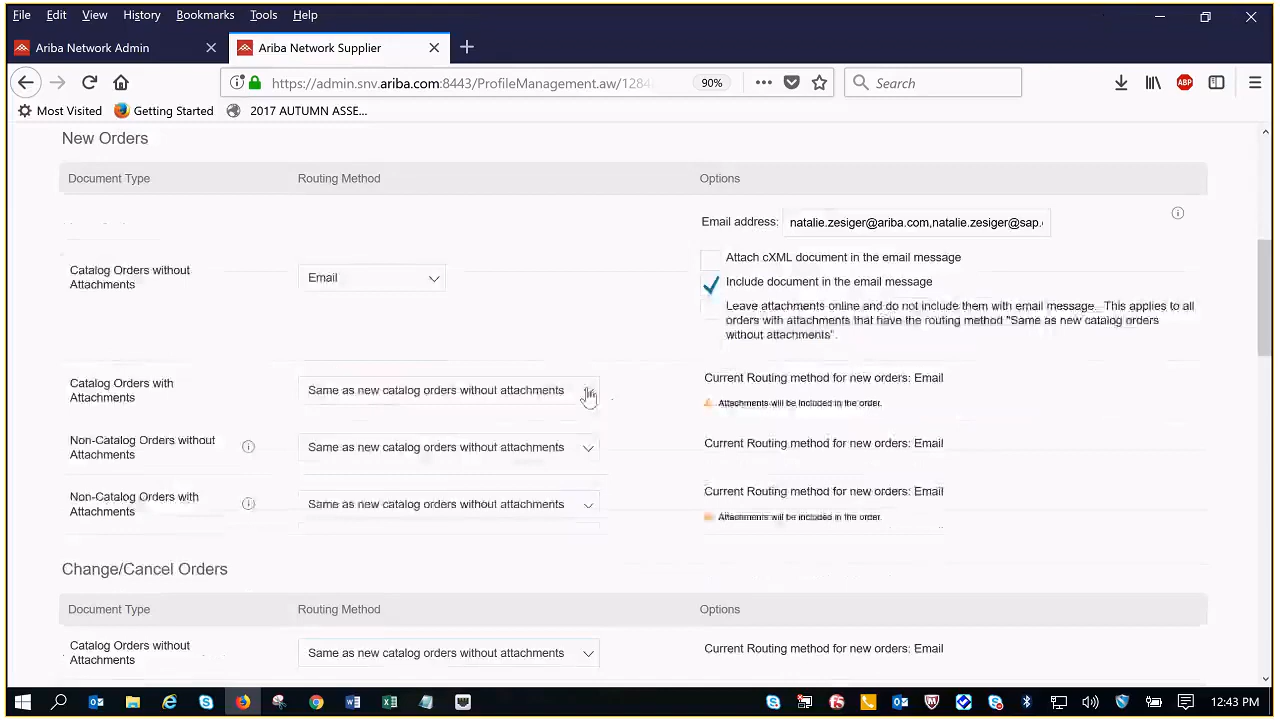 File Edit View History Bookmarks Tools Help
Ariba Network Admin
Ariba Network Supplier
https://admin.snv.ariba.com:8443/ProfileManagement.aw/1284
90%
Search
ABP
Most Visited Getting Started 2017 AUTUMN ASSE...
New Orders
Document Type Routing Method Options
Email address: natalie.zesiger@ariba.com,natalie.zesiger@sap.
Catalog Orders without
Attachments
Email
Attach cXML document in the email message
Include document in the email message
Leave attachments online and do not include them with email message. This applies to all
orders with attachments that have the routing method "Same as new catalog orders
without attachments".
Catalog Orders with
Attachments
Same as new catalog orders without attachments
Current Routing method for new orders: Email
Attachments will be included in the order.
Non-Catalog Orders without
Attachments
Same as new catalog orders without attachments
Current Routing method for new orders: Email
Non-Catalog Orders with
Attachments
Same as new catalog orders without attachments
Current Routing method for new orders: Email
Attachments will be included in the order.
Change/Cancel Orders
Document Type Routing Method Options
Catalog Orders without
Attachments
Same as new catalog orders without attachments
Current Routing method for new orders: Email
12:43 PM